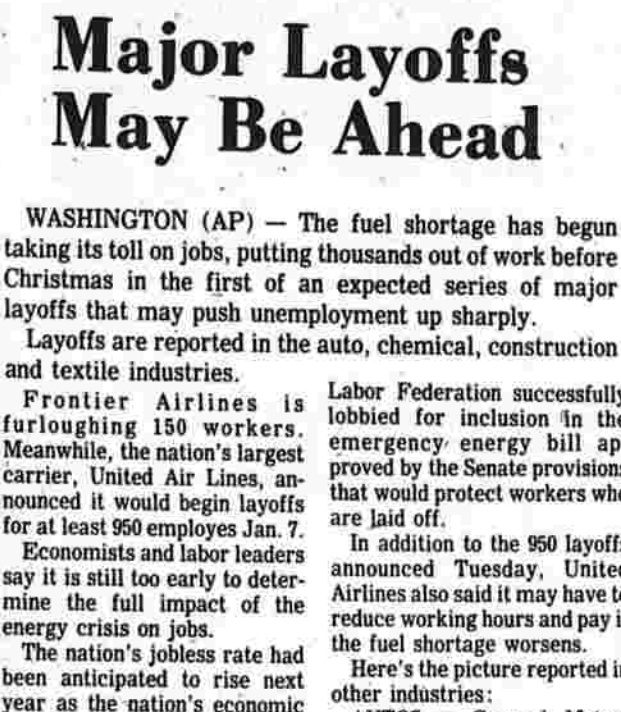 Major Layoffs
May Be Ahead
WASHINGTON (AP) — The fuel shortage has begun
taking its toll on jobs, putting thousands out of work before
Christmas in the first of an expected series of major
layoffs that may push unemployment up sharply.
Layoffs are reported in the auto, chemical, construction
and textile industries.
Frontier Airlines is
furloughing 150 workers.
Meanwhile, the nation's largest
carrier, United Air Lines, an-
nounced it would begin layoffs
for at least 950 employes Jan. 7.
Economists and labor leaders
say it is still too early to deter-
mine the full impact of the
energy crisis on jobs.
The nation's jobless rate had
been anticipated to rise next
year as the nation's economic
Labor Federation successfully
lobbied for inclusion in the
emergency energy bill ap
proved by the Senate provisions
that would protect workers who
are laid off.
In addition to the 950 layoffs
announced Tuesday, United
Airlines also said it may have to
reduce working hours and pay i
the fuel shortage worsens.
Here's the picture reported in
other industries: